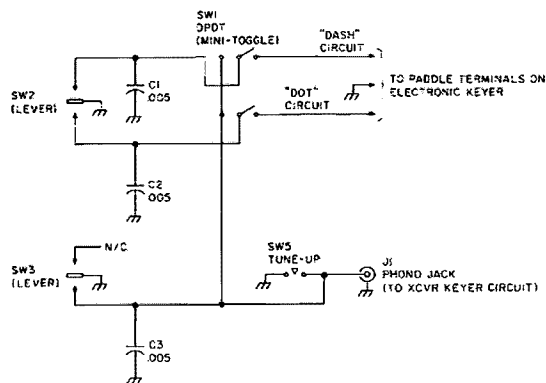 SW1
DPDT
(MINI-TOGGLE)
"DASH"
CIRCUIT
C1
.005
SW2
(LEVER)
TO PADDLE TERMINALS ON
ELECTRONIC KEYER
"DOT"
CIRCUIT
C2
.005
N/C
SW3
(LEVER)
SW5
TUNE-UP
J1
PHONO JACK
(TO XCVR KEYER CIRCUIT)
C3
.005